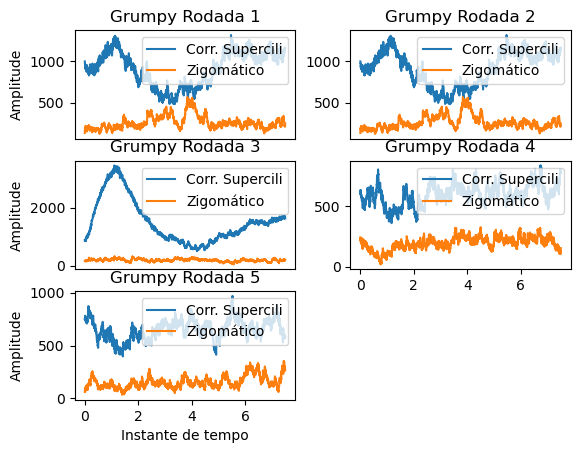 Grumpy Rodada 1
Amplitude
1000
500
Corr. Supercili
Zigomático
Grumpy Rodada 2
1000
500
Corr. Supercili
Zigomático
Grumpy Rodada 3
Amplitude
2000
0
Corr. Supercili
Zigomático
Grumpy Rodada 4
500
0
Corr. Supercili
Zigomático
0 2 4 6
Grumpy Rodada 5
Amplitude
1000
500
0
Corr. Supercili
Zigomático
0 2 4 6
Instante de tempo